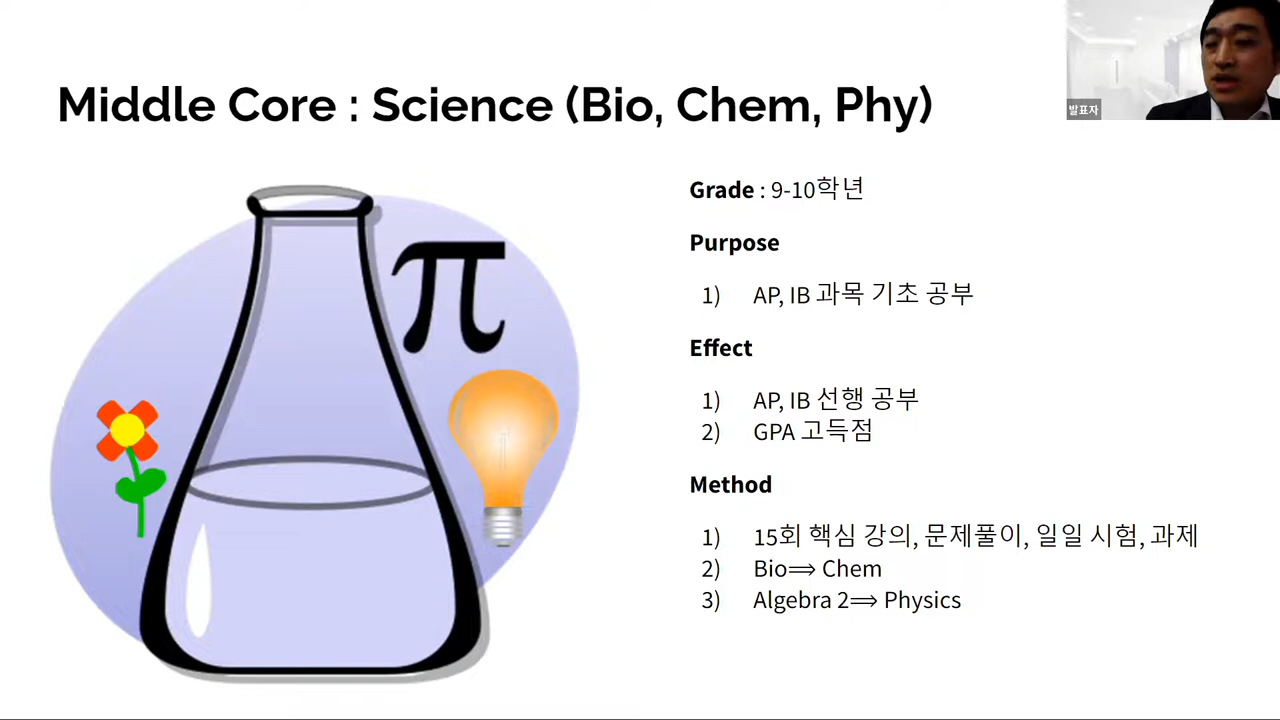 Middle Core : Science (Bio, Chem, Phy)
발표자
Grade : 9-10학년
Purpose
1) AP, IB 과목 기초 공부
Effect
1) AP, IB 선행 공부
2) GPA 고득점
Method
1) 15회 핵심 강의, 문제풀이, 일일 시험, 과제
2) Bio⟹ Chem
3) Algebra 2⟹ Physics
π